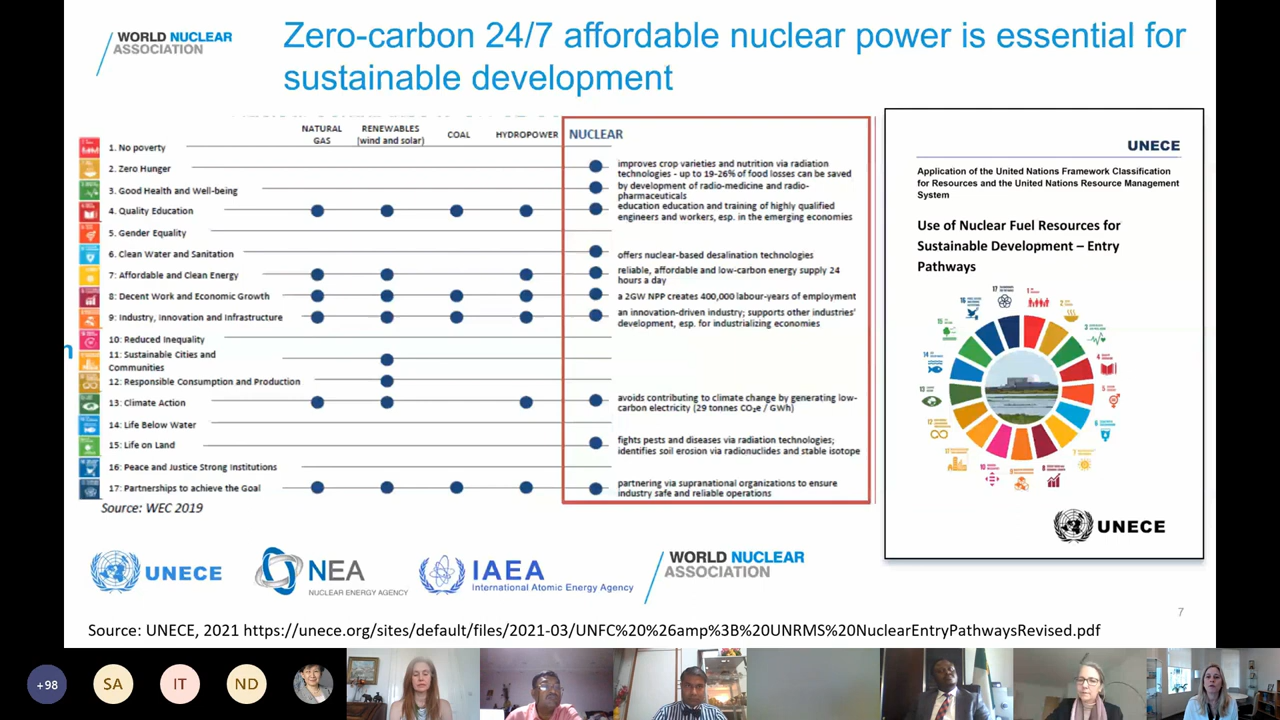 WORLD NUCLEAR
ASSOCIATION
Zero-carbon 24/7 affordable nuclear power is essential for
sustainable development
NATURAL
GAS
RENEWABLES
(wind and solar)
COAL
HYDROPOWER
NUCLEAR
1. No poverty
2. Zero Hunger
improves crop varieties and nutrition via radiation
technologies - up to 19-26% of food losses can be saved
3. Good Health and Well-being
by development of radio-medicine and radio-
pharmaceuticals
4. Quality Education
education education and training of highly qualified
engineers and workers, esp. in the emerging economies
5. Gender Equality
6. Clean Water and Sanitation
offers nuclear-based desalination technologies
7: Affordable and Clean Energy
reliable, affordable and low-carbon energy supply 24
hours a day
8: Decent Work and Economic Growth
a 2GW NPP creates 400,000 labour-years of employment
9: Industry, Innovation and Infrastructure
an innovation-driven industry; supports other industries'
development, esp. for industrializing economies
10: Reduced Inequality
11: Sustainable Cities and
Communities
12: Responsible Consumption and Production
13: Climate Action
avoids contributing to climate change by generating low-
carbon electricity (29 tonnes CO₂e / GWh)
14: Life Below Water
15: Life on Land
fights pests and diseases via radiation technologies;
identifies soil erosion via radionuclides and stable isotope
16: Peace and Justice Strong Institutions
17: Partnerships to achieve the Goal
partnering via supranational organizations to ensure
industry safe and reliable operations
Source: WEC 2019
UNECE
Application of the United Nations Framework Classification
for Resources and the United Nations Resource Management
System
Use of Nuclear Fuel Resources for
Sustainable Development – Entry
Pathways
UNECE
UNECE
NEA
NUCLEAR ENERGY AGENCY
IAEA
International Atomic Energy Agency
WORLD NUCLEAR
ASSOCIATION
7
Source: UNECE, 2021 https://unece.org/sites/default/files/2021-03/UNFC%20%26amp%3B%20UNRMS%20NuclearEntryPathwaysRevised.pdf
+98
SA
IT
ND